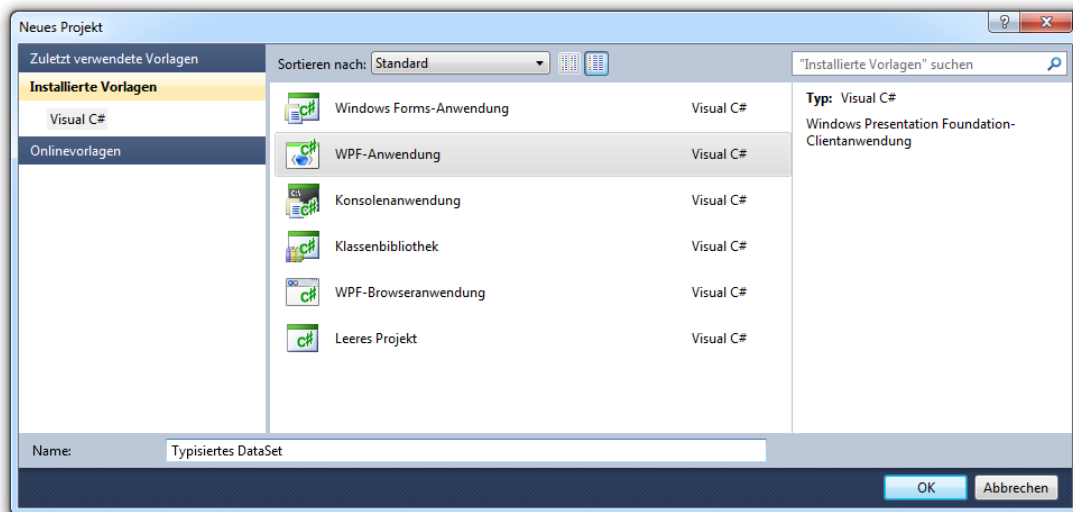 Neues Projekt
Zuletzt verwendete Vorlagen
Installierte Vorlagen
Visual C#
Onlinevorlagen
Sortieren nach: Standard
Windows Forms-Anwendung Visual C#
WPF-Anwendung Visual C#
Konsolenanwendung Visual C#
Klassenbibliothek Visual C#
WPF-Browseranwendung Visual C#
Leeres Projekt Visual C#
"Installierte Vorlagen" suchen
Typ: Visual C#
Windows Presentation Foundation-
Clientanwendung
Name: Typisiertes DataSet
OK Abbrechen